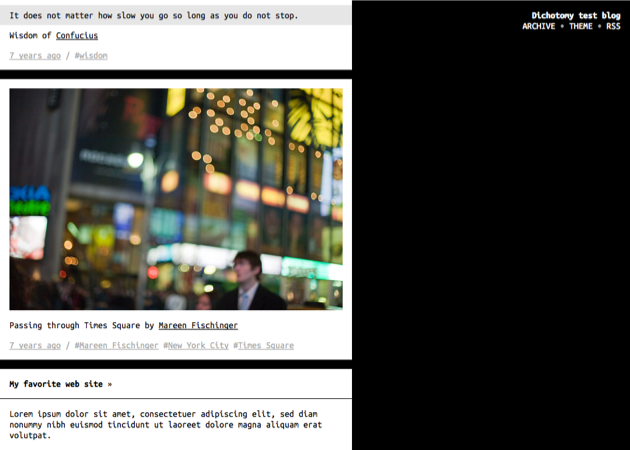 It does not matter how slow you go so long as you do not stop.
Wisdom of Confucius
7 years ago / #wisdom
Dichotomy test blog
ARCHIVE * THEME * RSS
Passing through Times Square by Mareen Fischinger
7 years ago / #Mareen Fischinger #New York City #Times Square
My favorite web site »
Lorem ipsum dolor sit amet, consectetuer adipiscing elit, sed diam
nonummy nibh euismod tincidunt ut laoreet dolore magna aliquam erat
volutpat.